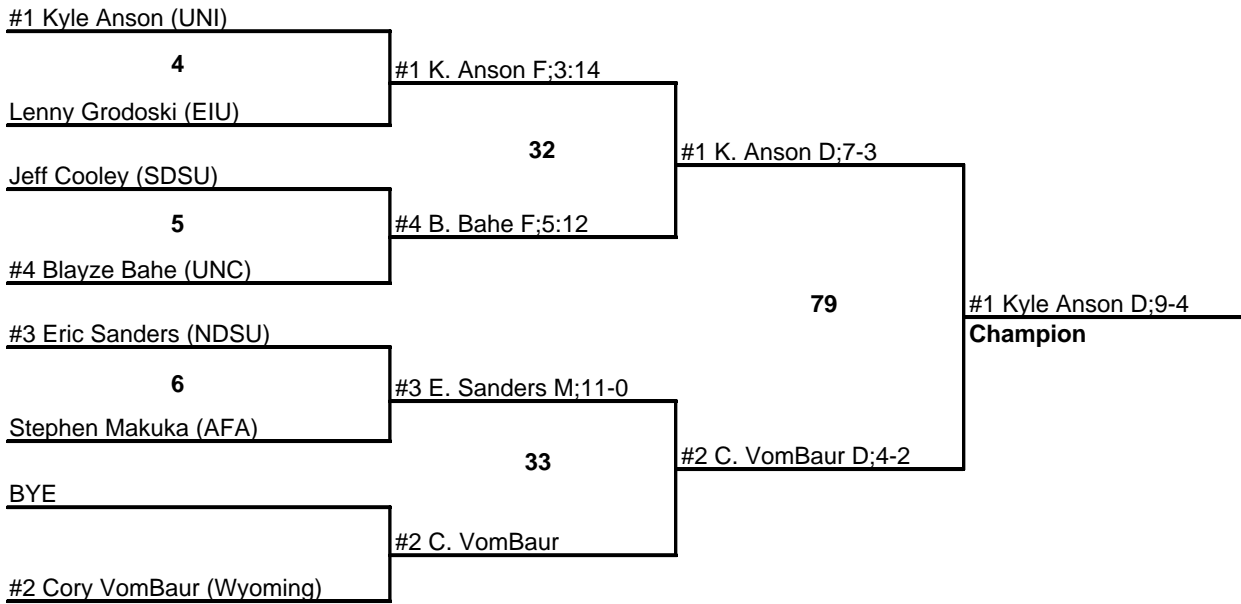 #1 Kyle Anson (UNI)
4
#1 K. Anson F;3:14
Lenny Grodoski (EIU)
32
#1 K. Anson D;7-3
Jeff Cooley (SDSU)
5
#4 B. Bahe F;5:12
#4 Blayze Bahe (UNC)
79
#1 Kyle Anson D;9-4
Champion
#3 Eric Sanders (NDSU)
6
#3 E. Sanders M;11-0
Stephen Makuka (AFA)
33
#2 C. VomBaur D;4-2
BYE
#2 C. VomBaur
#2 Cory VomBaur (Wyoming)